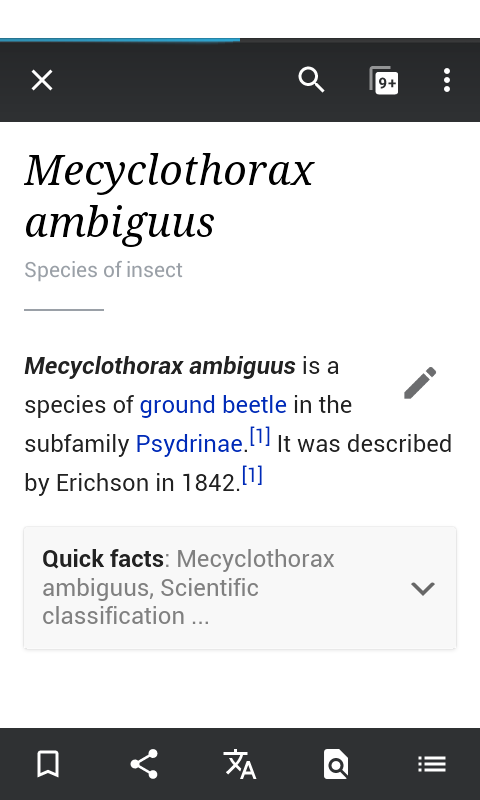 9+
Mecyclothorax
ambiguus
Species of insect
Mecyclothorax ambiguus is a
species of ground beetle in the
subfamily Psydrinae.[1] It was described
by Erichson in 1842.[1]
Quick facts: Mecyclothorax
ambiguus, Scientific
classification ...